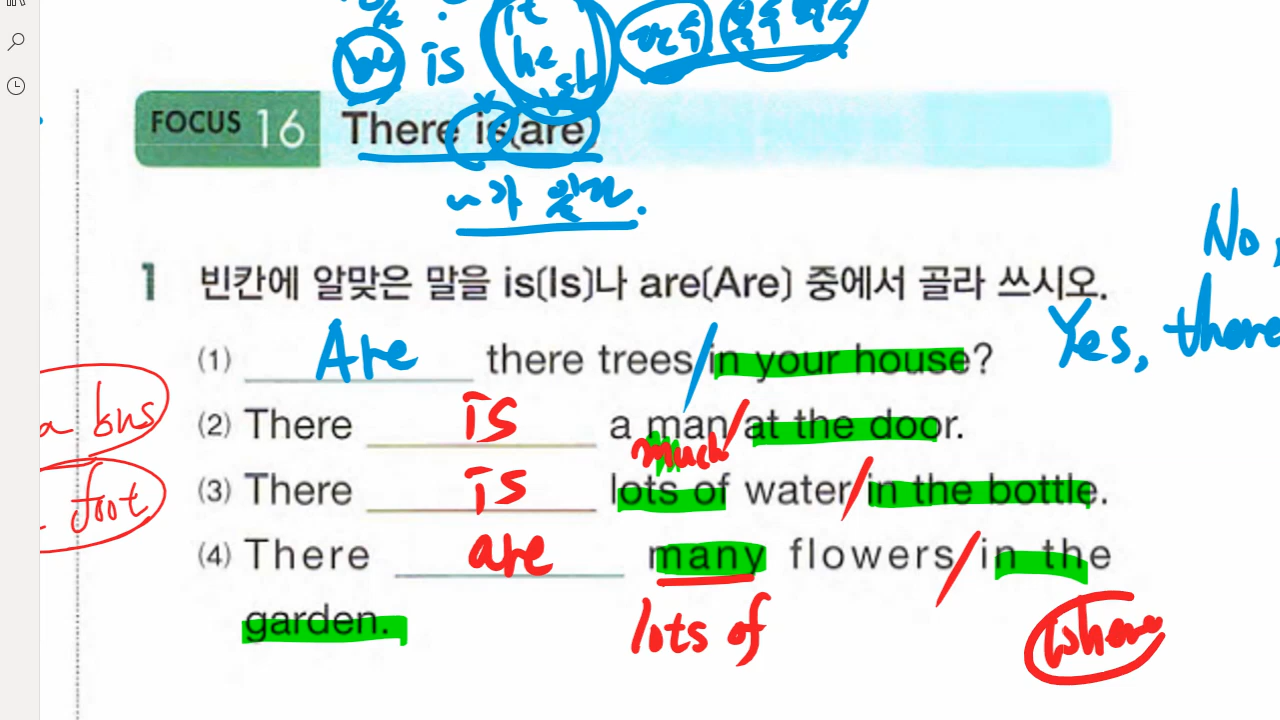 it
be is he 단수 복수
sh
FOCUS 16 There is(are)
~가 있다.
No,
1 빈칸에 알맞은 말을 is(Is)나 are(Are) 중에서 골라 쓰시오.
Yes, there
(1) Are there trees/in your house?
a bus
(2) There is a man/at the door.
much
(3) There is lots of water/in the bottle.
foot
(4) There are many flowers/in the
garden.
lots of
where